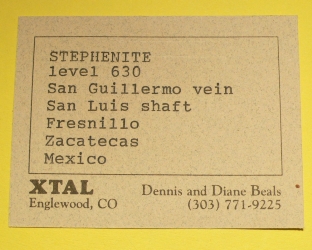 STEPHENITE
level 630
San Guillermo vein
San Luis shaft
Fresnillo
Zacatecas
Mexico
XTAL Dennis and Diane Beals
Englewood, CO (303) 771-9225